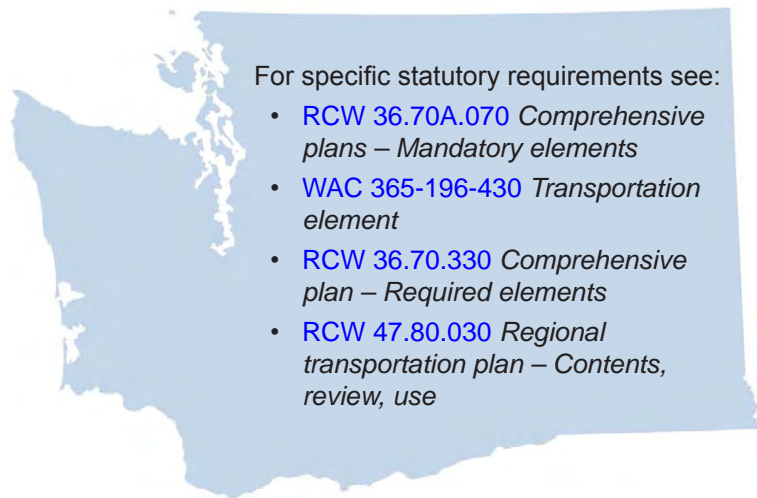 For specific statutory requirements see:
• RCW 36.70A.070 Comprehensive
plans – Mandatory elements
• WAC 365-196-430 Transportation
element
• RCW 36.70.330 Comprehensive
plan – Required elements
• RCW 47.80.030 Regional
transportation plan – Contents,
review, use